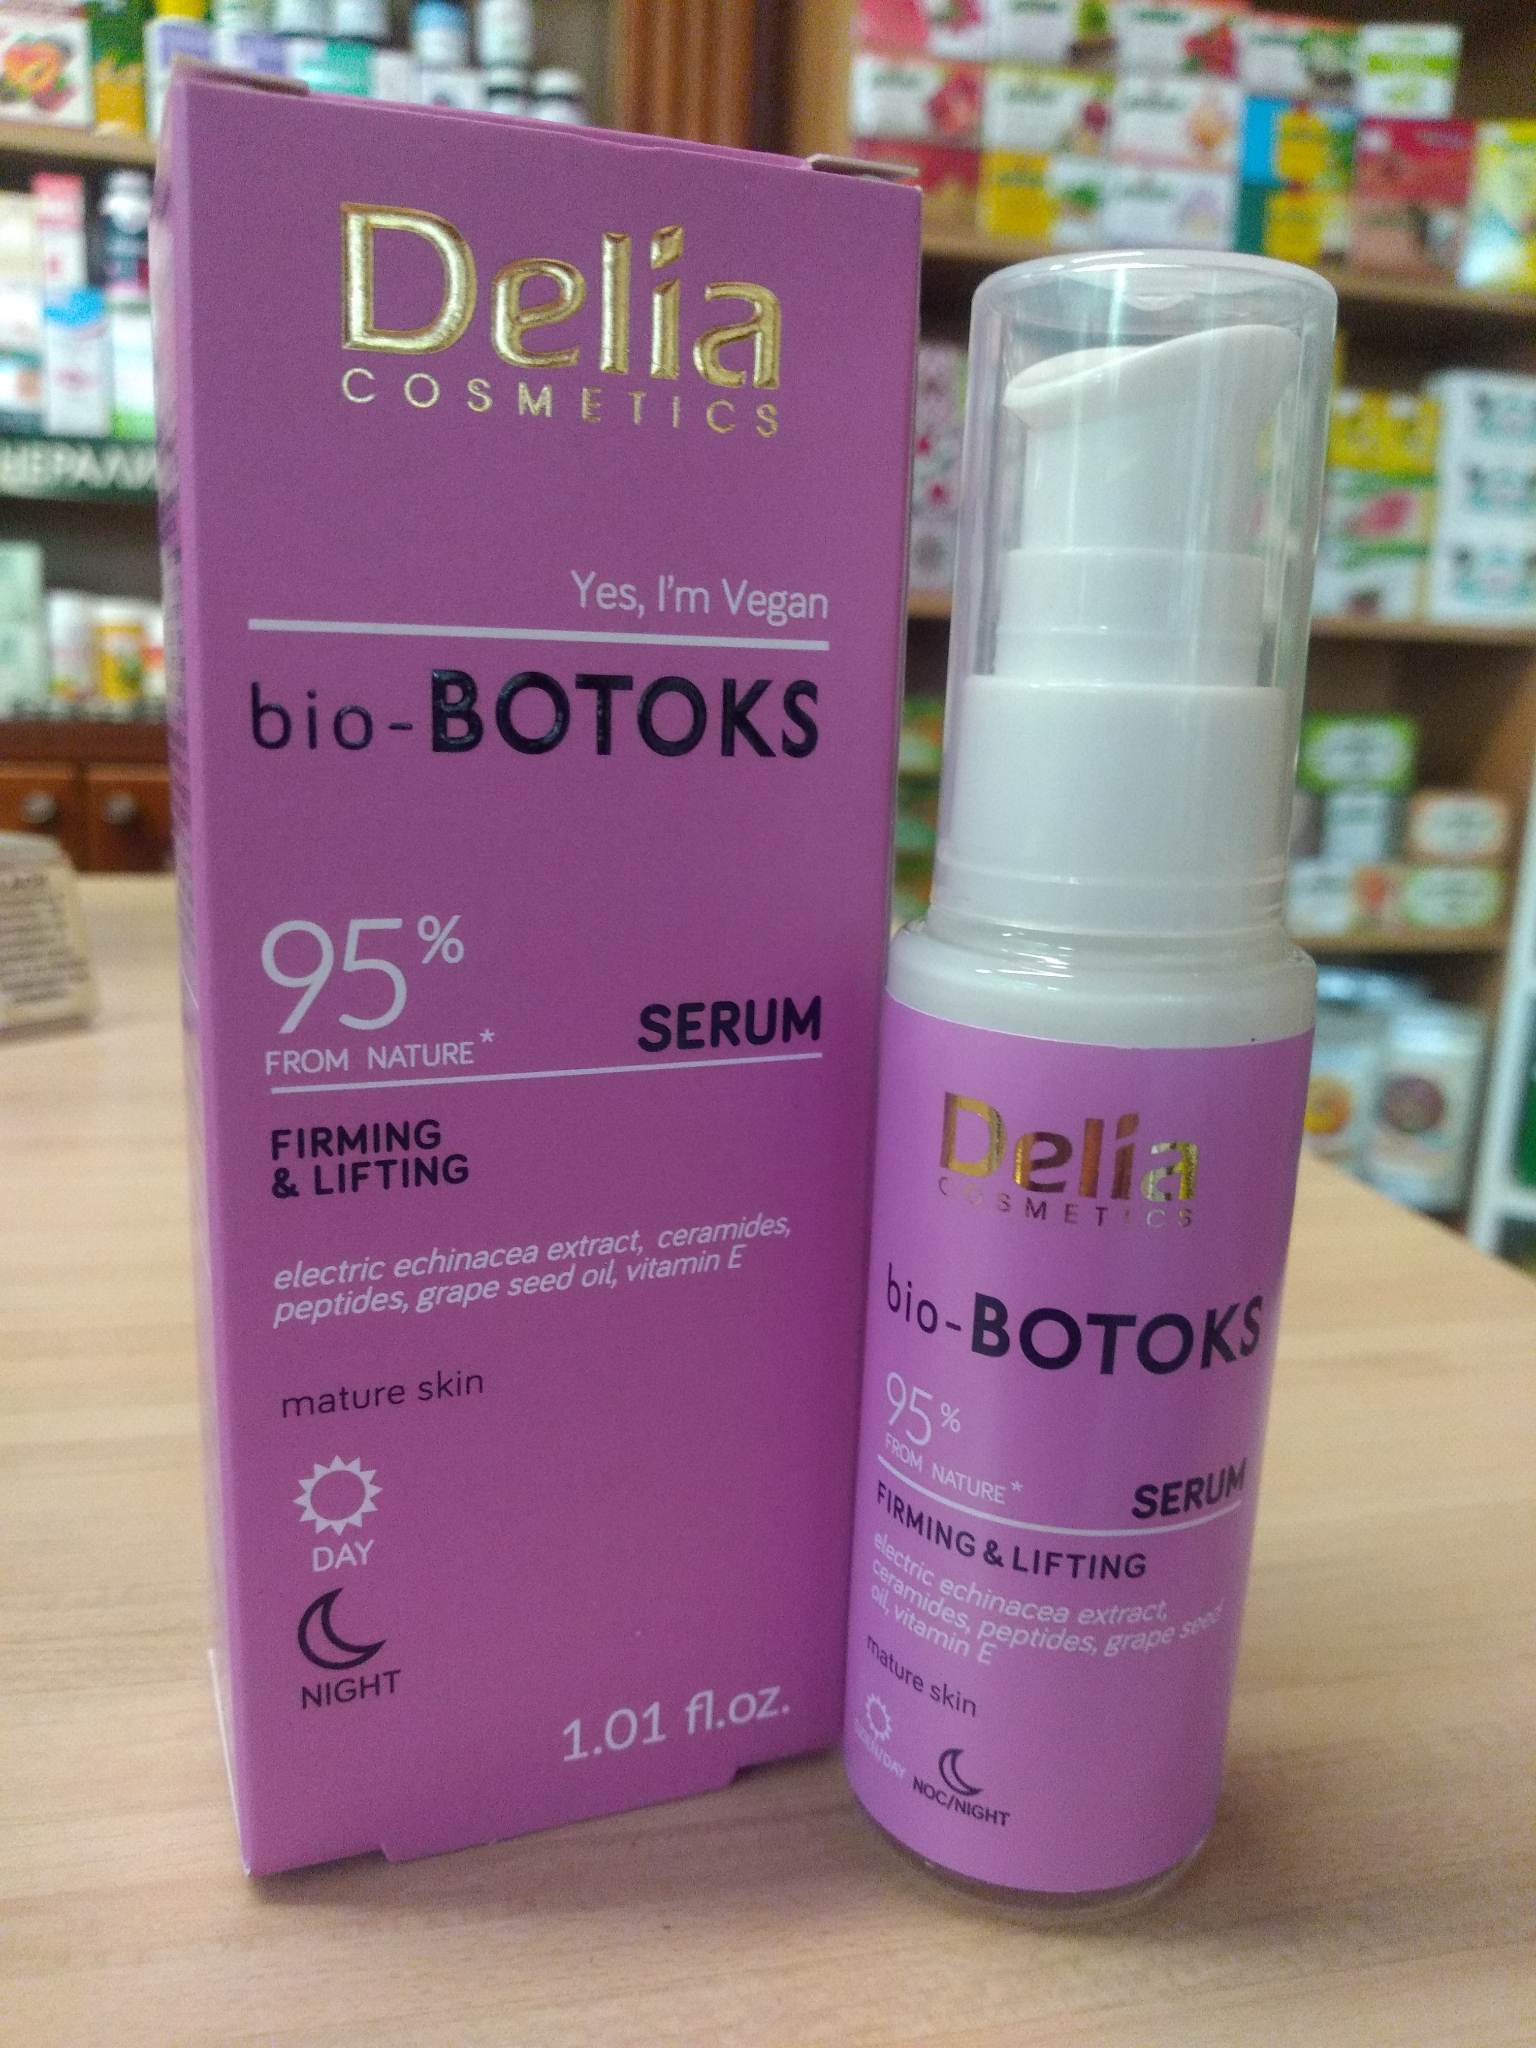 Delia
COSMETICS
Yes, I'm Vegan
bio-BOTOKS
95%
FROM NATURE*
SERUM
FIRMING
& LIFTING
electric echinacea extract, ceramides,
peptides, grape seed oil, vitamin E
mature skin
DAY
NIGHT
1.01 fl.oz.
Delia
COSMETICS
bio-BOTOKS
95%
FROM NATURE*
SERUM
FIRMING & LIFTING
electric echinacea extract,
ceramides, peptides, grape seed
oil, vitamin E
mature skin
DZIEŃ/DAY
NOC/NIGHT